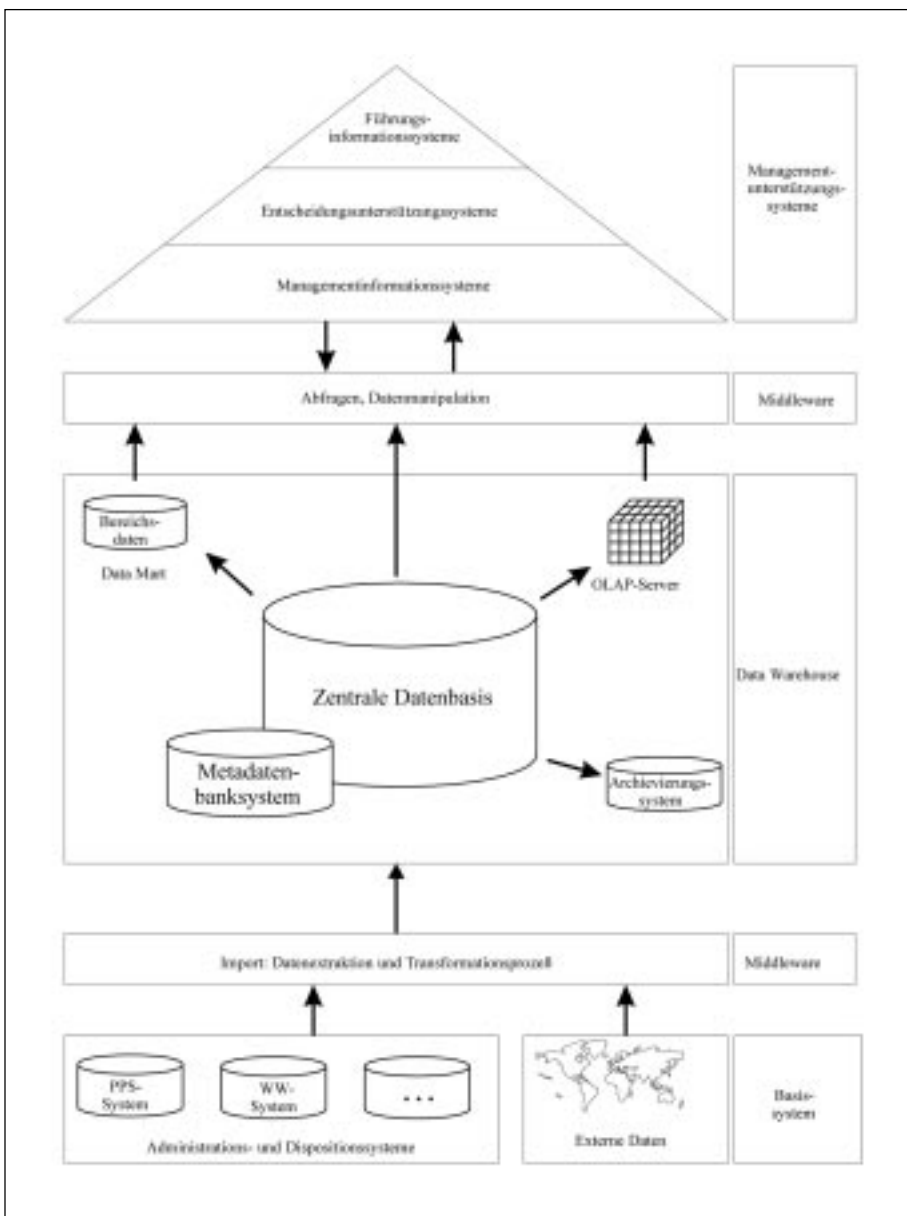 Führungs-
informationssysteme
Entscheidungsunterstützungssysteme
Managementinformationssysteme
Management-
unterstützungs-
systeme
Abfragen, Datenmanipulation
Middleware
Bereichs-
daten
Data Mart
OLAP-Server
Zentrale Datenbasis
Metadaten-
banksystem
Archievierungs-
system
Data Warehouse
Import: Datenextraktion und Transformationsprozeß
Middleware
PPS-
System
WW-
System
...
Administrations- und Dispositionssysteme
Externe Daten
Basis-
system